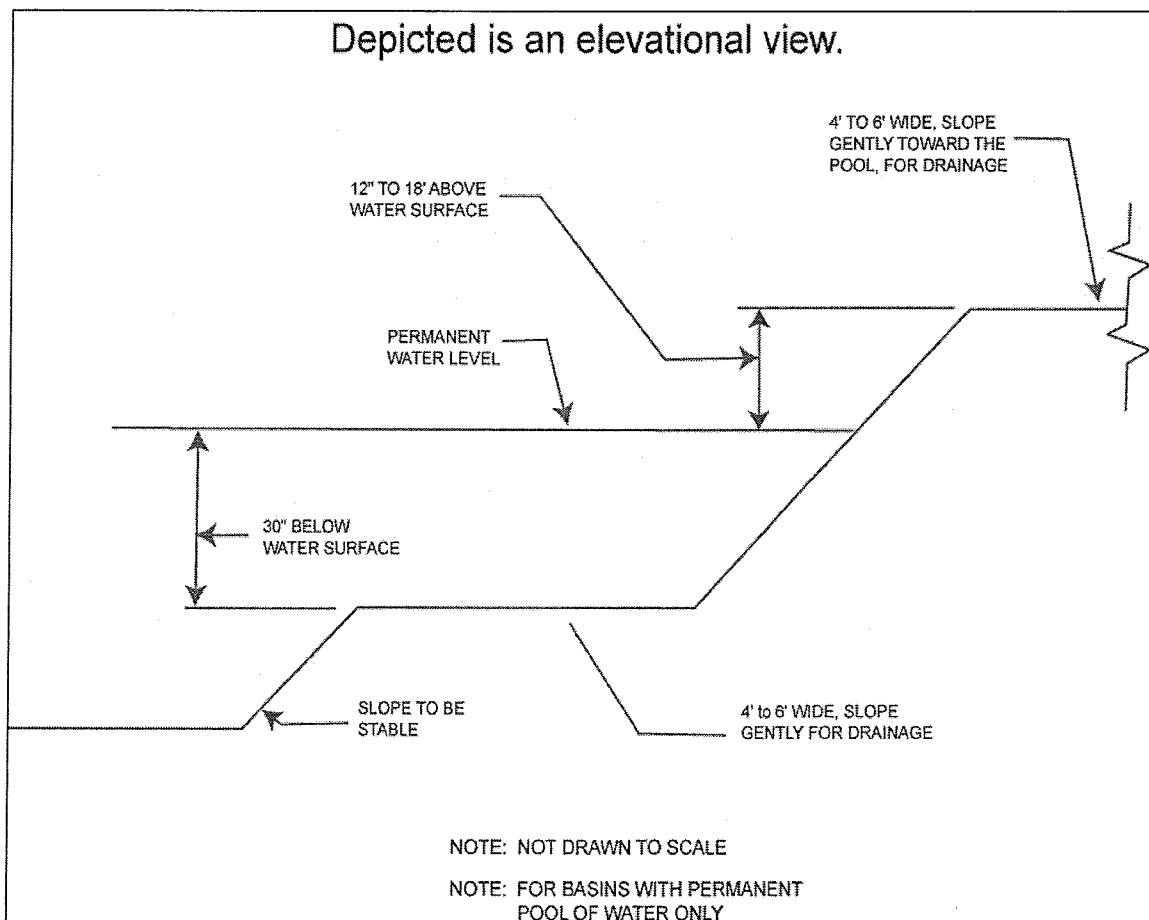 Depicted is an elevational view.
4' TO 6' WIDE, SLOPE
GENTLY TOWARD THE
POOL, FOR DRAINAGE
12" TO 18' ABOVE
WATER SURFACE
PERMANENT
WATER LEVEL
30" BELOW
WATER SURFACE
SLOPE TO BE
STABLE
4' to 6' WIDE, SLOPE
GENTLY FOR DRAINAGE
NOTE: NOT DRAWN TO SCALE
NOTE: FOR BASINS WITH PERMANENT
POOL OF WATER ONLY